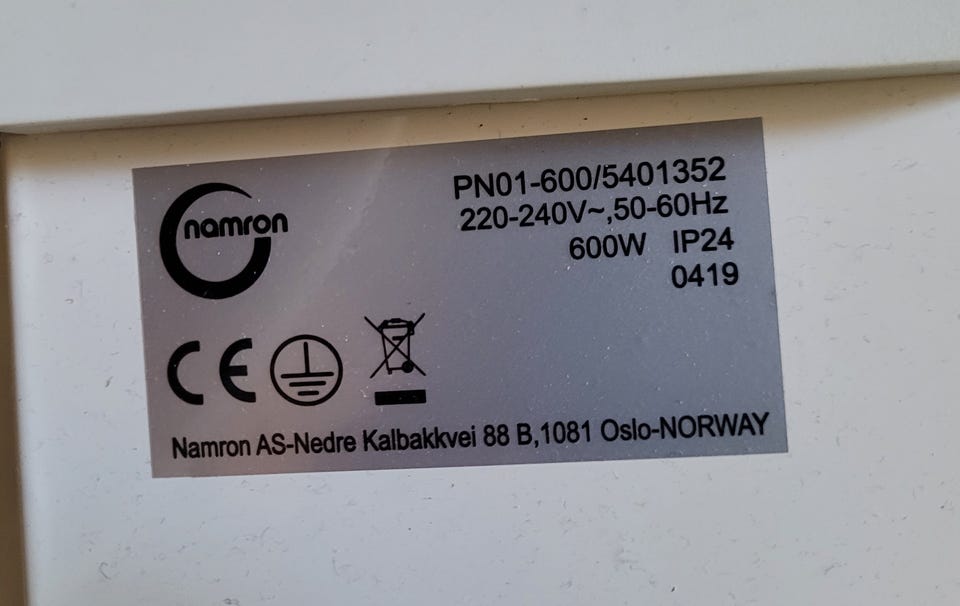 namron
PN01-600/5401352
220-240V~,50-60Hz
600W IP24
0419
CE
Namron AS-Nedre Kalbakkvei 88 B,1081 Oslo-NORWAY